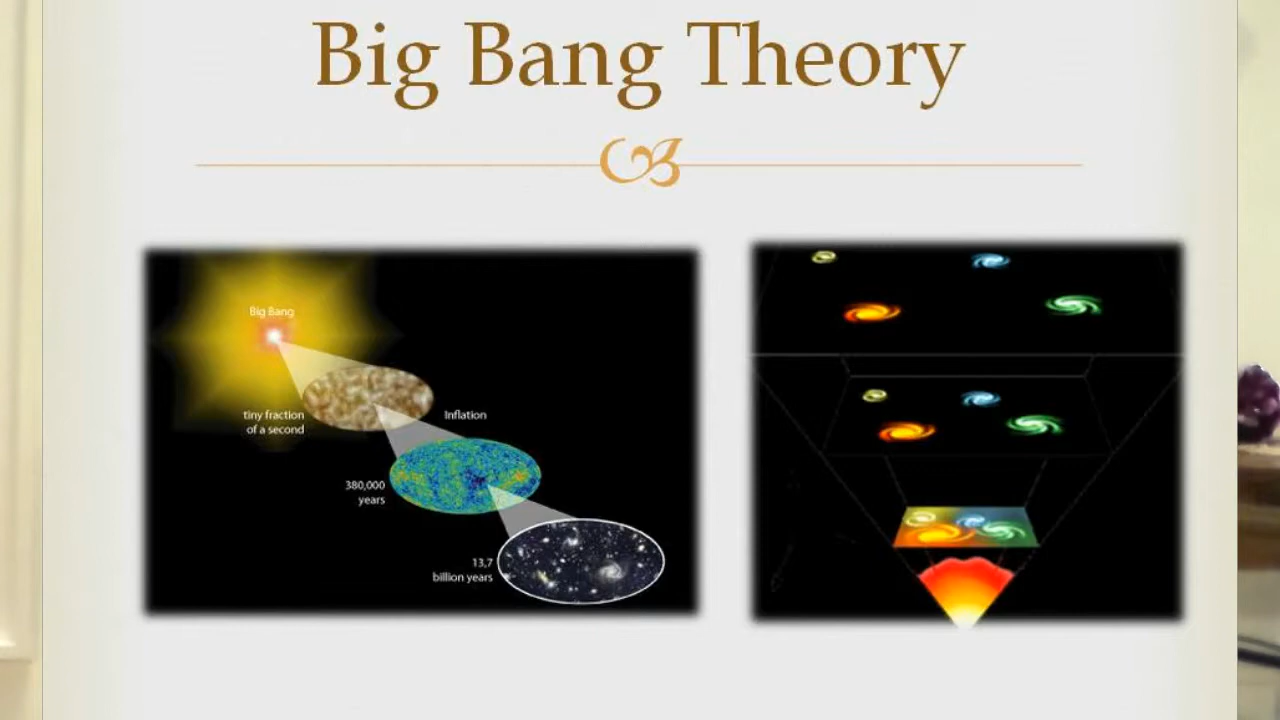 Big Bang Theory
Big Bang
tiny fraction
of a second
Inflation
380,000
years
13,7
billion years